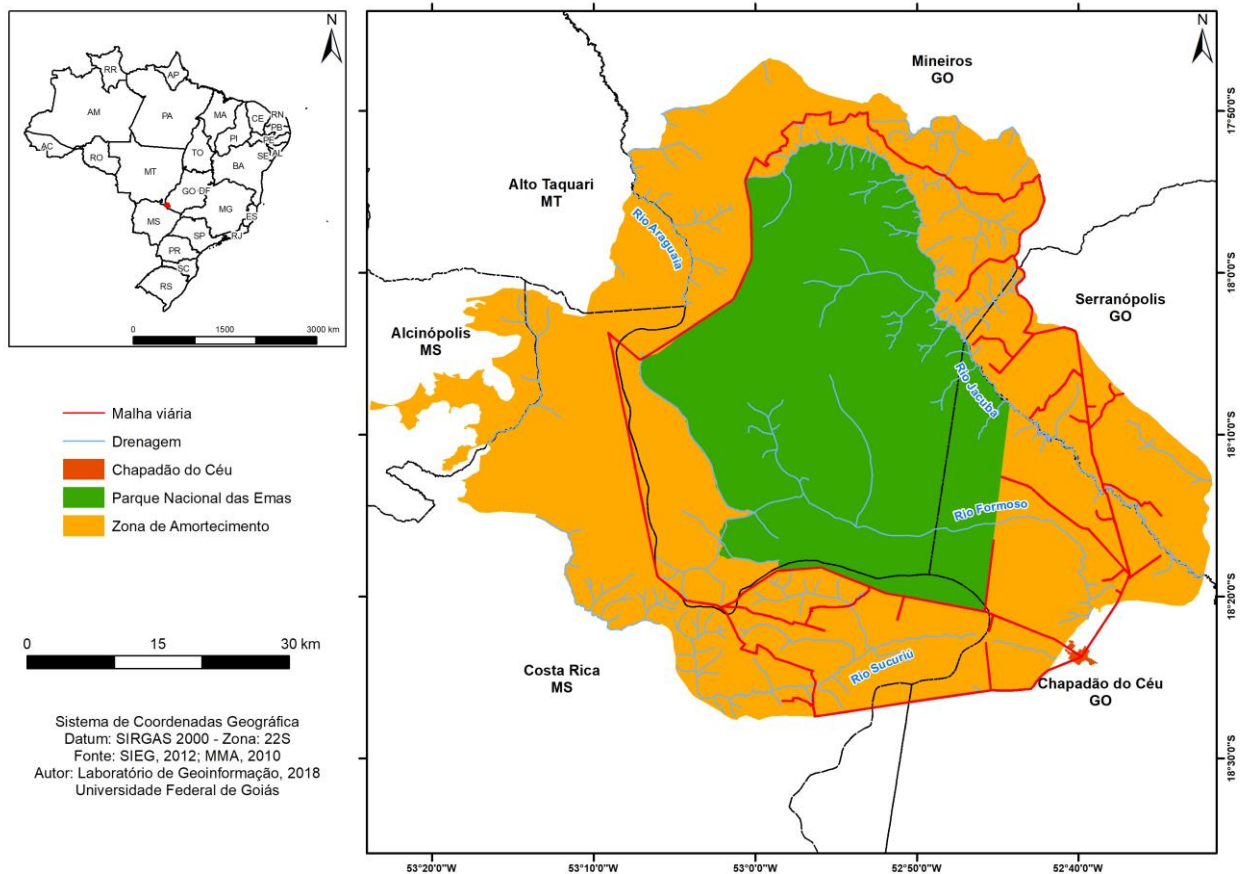 N
RR
AP
AM
PA
MA
CE
RN
PB
PI
PE
AL
SE
AC
RO
TO
BA
MT
GO
DF
MG
ES
MS
SP
RJ
PR
SC
RS
0 1500 3000 km
Malha viária
Drenagem
Chapadão do Céu
Parque Nacional das Emas
Zona de Amortecimento
0 15 30 km
Sistema de Coordenadas Geográfica
Datum: SIRGAS 2000 - Zona: 22S
Fonte: SIEG, 2012; MMA, 2010
Autor: Laboratório de Geoinformação, 2018
Universidade Federal de Goiás
N
Mineiros
GO
Alto Taquari
MT
Rio Araguaia
Serranópolis
GO
Alcinópolis
MS
Rio Jacuba
Rio Formoso
Costa Rica
MS
Rio Sucuriú
Chapadão do Céu
GO
17°50'0"S
18°0'0"S
18°10'0"S
18°20'0"S
18°30'0"S
53°20'0"W
53°10'0"W
53°0'0"W
52°50'0"W
52°40'0"W